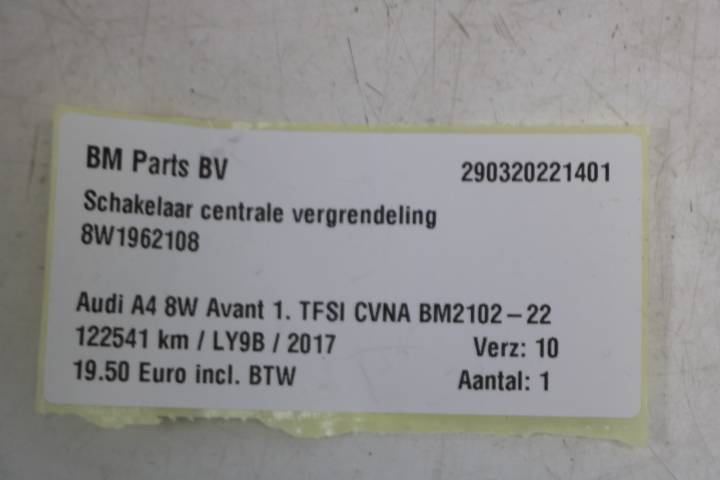 BM Parts BV 290320221401
Schakelaar centrale vergrendeling
8W1962108
Audi A4 8W Avant 1. TFSI CVNA BM2102-22
122541 km / LY9B / 2017 Verz: 10
19.50 Euro incl. BTW Aantal: 1